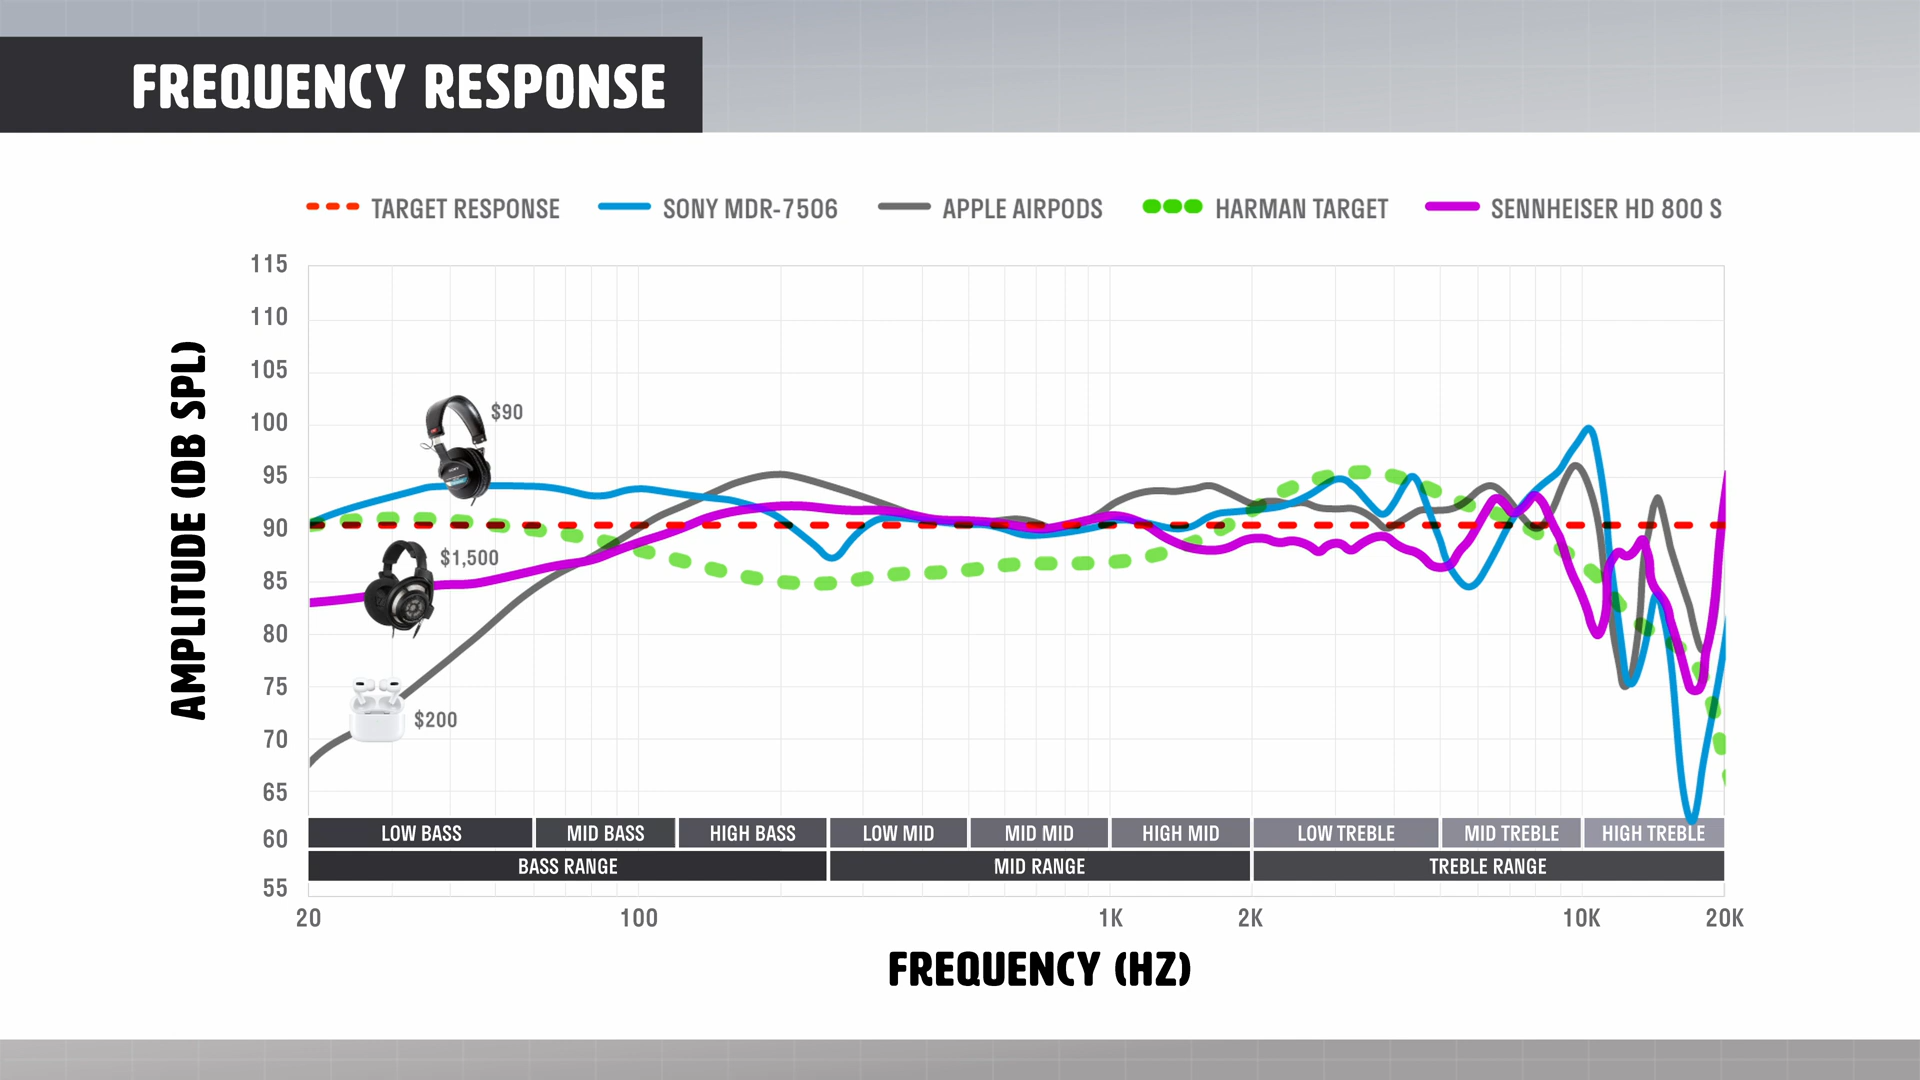 FREQUENCY RESPONSE
TARGET RESPONSE SONY MDR-7506 APPLE AIRPODS HARMAN TARGET SENNHEISER HD 800 S
AMPLITUDE (DB SPL)
115
110
105
100
95
90
85
80
75
70
65
60
55
$90
$1,500
$200
LOW BASS MID BASS HIGH BASS LOW MID MID MID HIGH MID LOW TREBLE MID TREBLE HIGH TREBLE
BASS RANGE MID RANGE TREBLE RANGE
20 100 1K 2K 10K 20K
FREQUENCY (HZ)